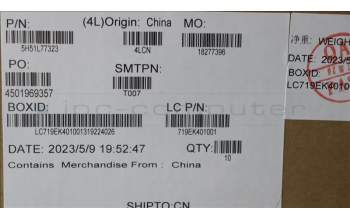 P/N: (4L)Origin: China MO:
5H51L77323 4LCN 18277396
PO: SMTPN:
4501969357 T007
BOXID: LC P/N:
LC719EK401001319224026 719EK401001
DATE: 2023/5/9 19:52:47 QTY:
10
Contains Merchandise From : China
SHIPTO:CN
净重: WEIGH
DATE: 2023/5
BOXID:
LC719EK4010
ipc-computer